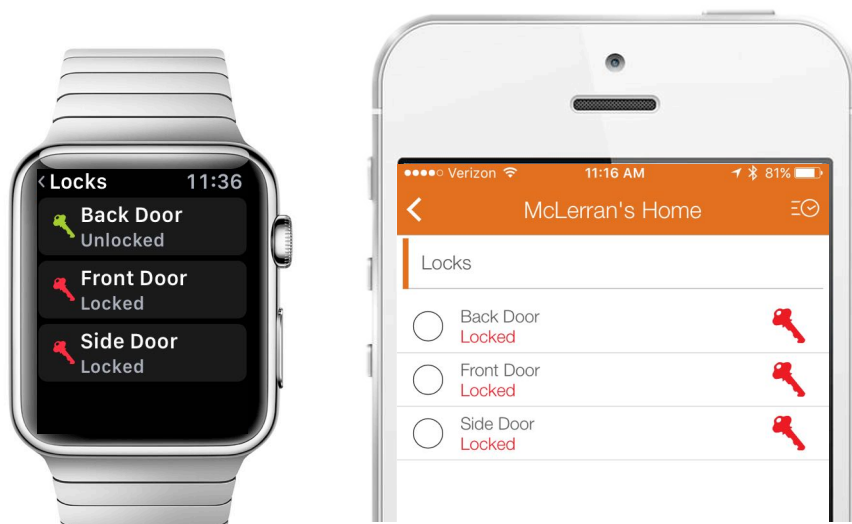 Locks 11:36
Back Door
Unlocked
Front Door
Locked
Side Door
Locked
Verizon 11:16 AM 81%
McLerran's Home
Locks
Back Door
Locked
Front Door
Locked
Side Door
Locked